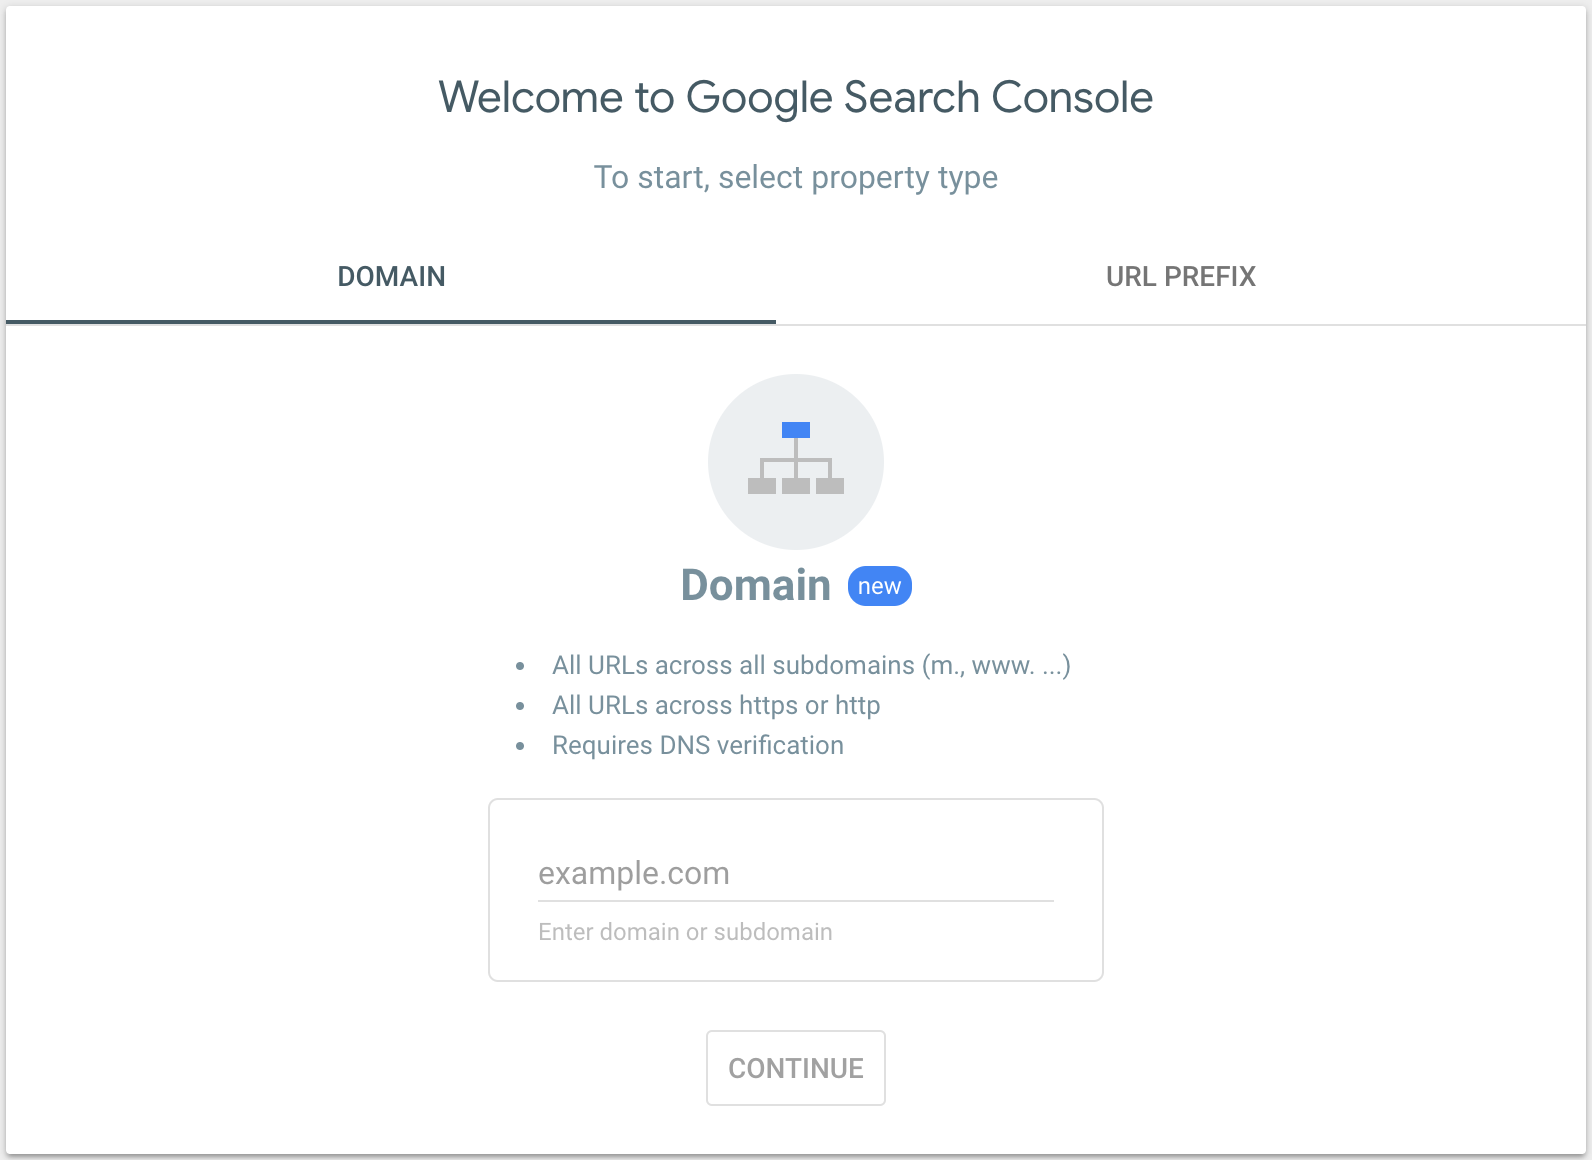 Welcome to Google Search Console
To start, select property type
DOMAIN
URL PREFIX
Domain new
• All URLs across all subdomains (m., www. ...)
• All URLs across https or http
• Requires DNS verification
example.com
Enter domain or subdomain
CONTINUE